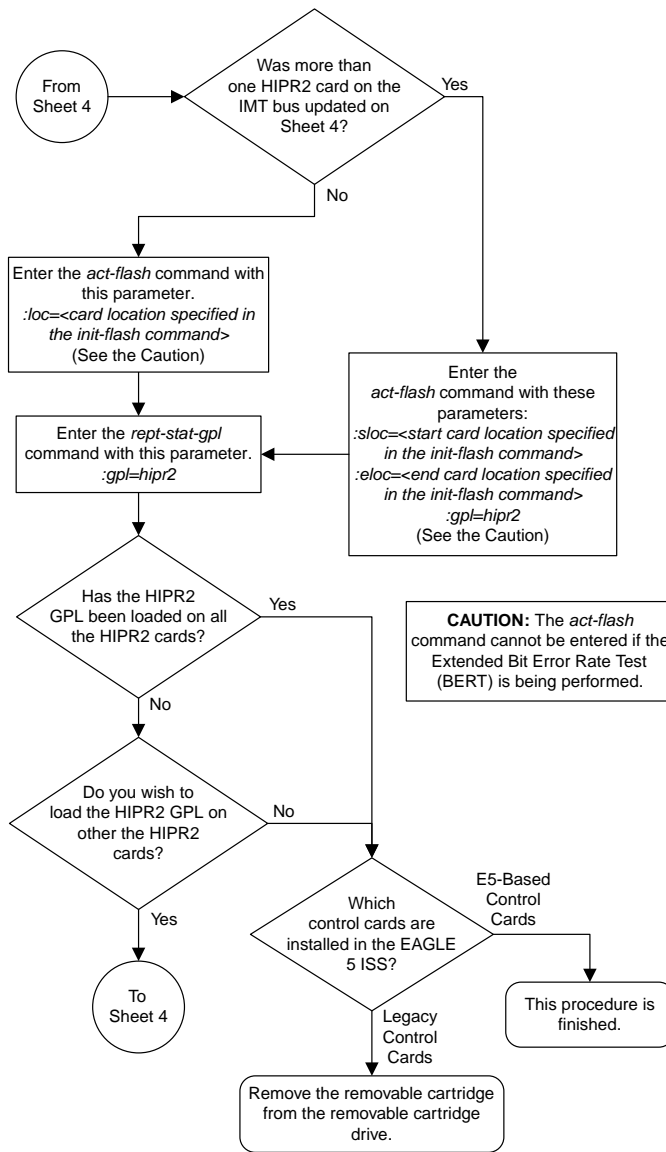 From
Sheet 4
Was more than
one HIPR2 card on the
IMT bus updated on
Sheet 4?
Yes
No
Enter the act-flash command with
this parameter.
:loc=<card location specified in
the init-flash command>
(See the Caution)
Enter the
act-flash command with these
parameters:
:sloc=<start card location specified
in the init-flash command>
:eloc=<end card location specified
in the init-flash command>
:gpl=hipr2
(See the Caution)
Enter the rept-stat-gpl
command with this parameter.
:gpl=hipr2
Has the HIPR2
GPL been loaded on all
the HIPR2 cards?
Yes
No
CAUTION: The act-flash
command cannot be entered if the
Extended Bit Error Rate Test
(BERT) is being performed.
Do you wish to
load the HIPR2 GPL on
other the HIPR2
cards?
No
Yes
To
Sheet 4
Which
control cards are
installed in the EAGLE
5 ISS?
E5-Based
Control
Cards
This procedure is
finished.
Legacy
Control
Cards
Remove the removable cartridge
from the removable cartridge
drive.